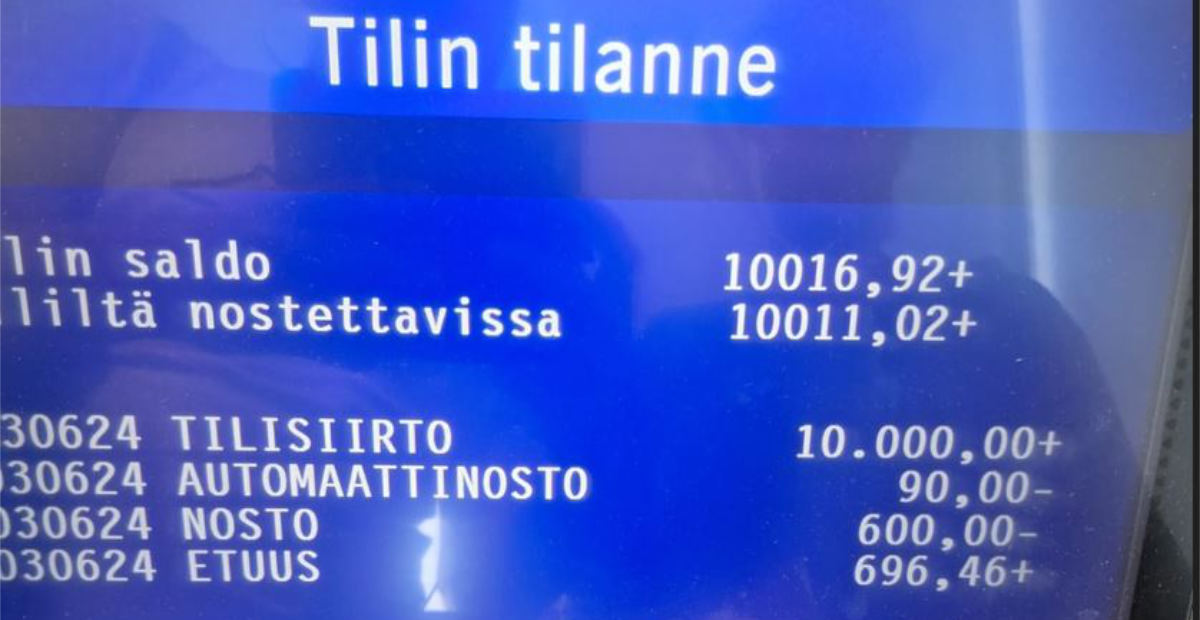 Tilin tilanne
lin saldo 10016,92+
liltä nostettavissa 10011,02+
30624 TILISIIRTO 10.000,00+
030624 AUTOMAATTINOSTO 90,00-
030624 NOSTO 600,00-
030624 ETUUS 696,46+